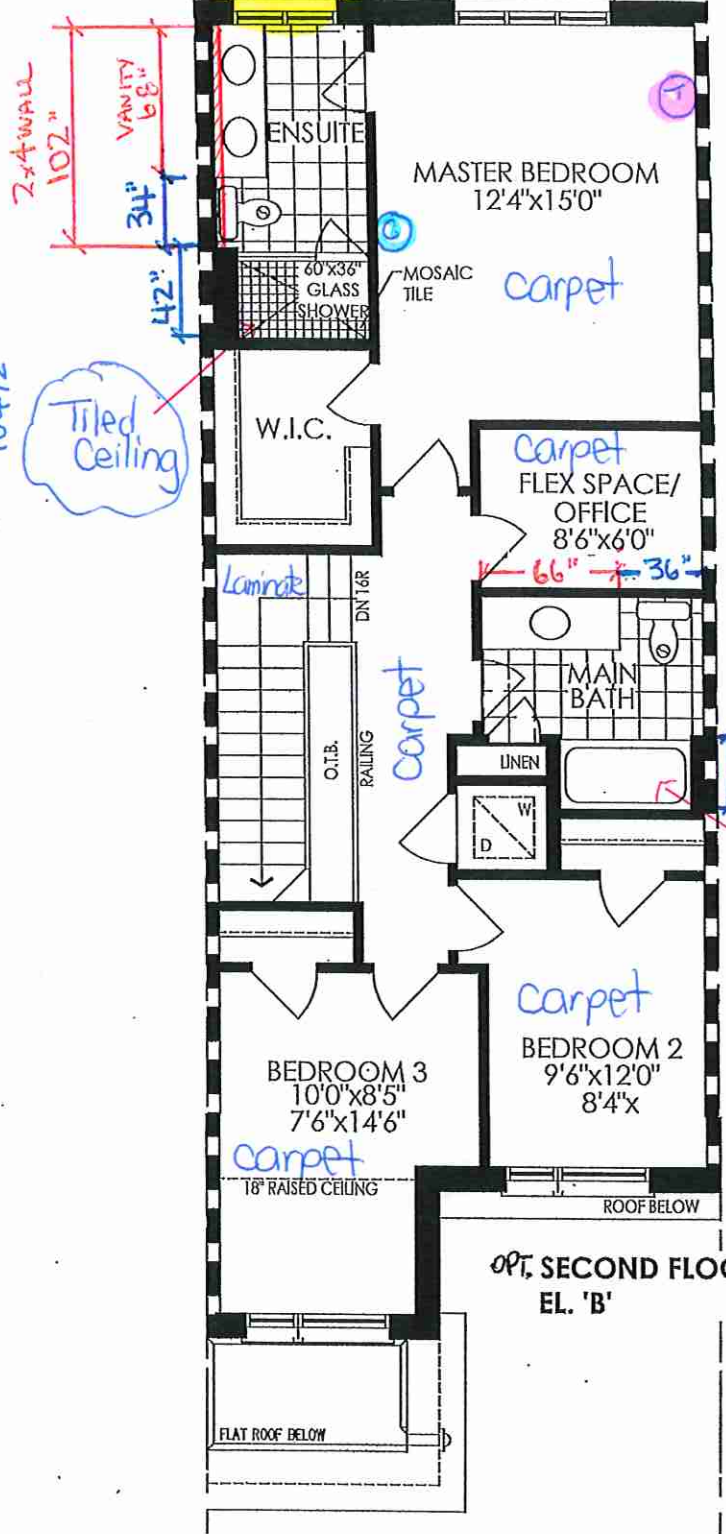 2x4 WALL
102"
VANITY
68"
34"
42"
ENSUITE
MASTER BEDROOM
12'4"x15'0"
T
60"x36"
GLASS
SHOWER
MOSAIC
TILE
carpet
Tiled
Ceiling
W.I.C.
carpet
FLEX SPACE/
OFFICE
8'6"x6'0"
66"
36"
Laminate
DN 16R
MAIN
BATH
carpet
O.T.B.
RAILING
LINEN
W
D
carpet
BEDROOM 2
9'6"x12'0"
8'4"x
BEDROOM 3
10'0"x8'5"
7'6"x14'6"
carpet
18" RAISED CEILING
ROOF BELOW
OPT. SECOND FLOO
EL. 'B'
FLAT ROOF BELOW